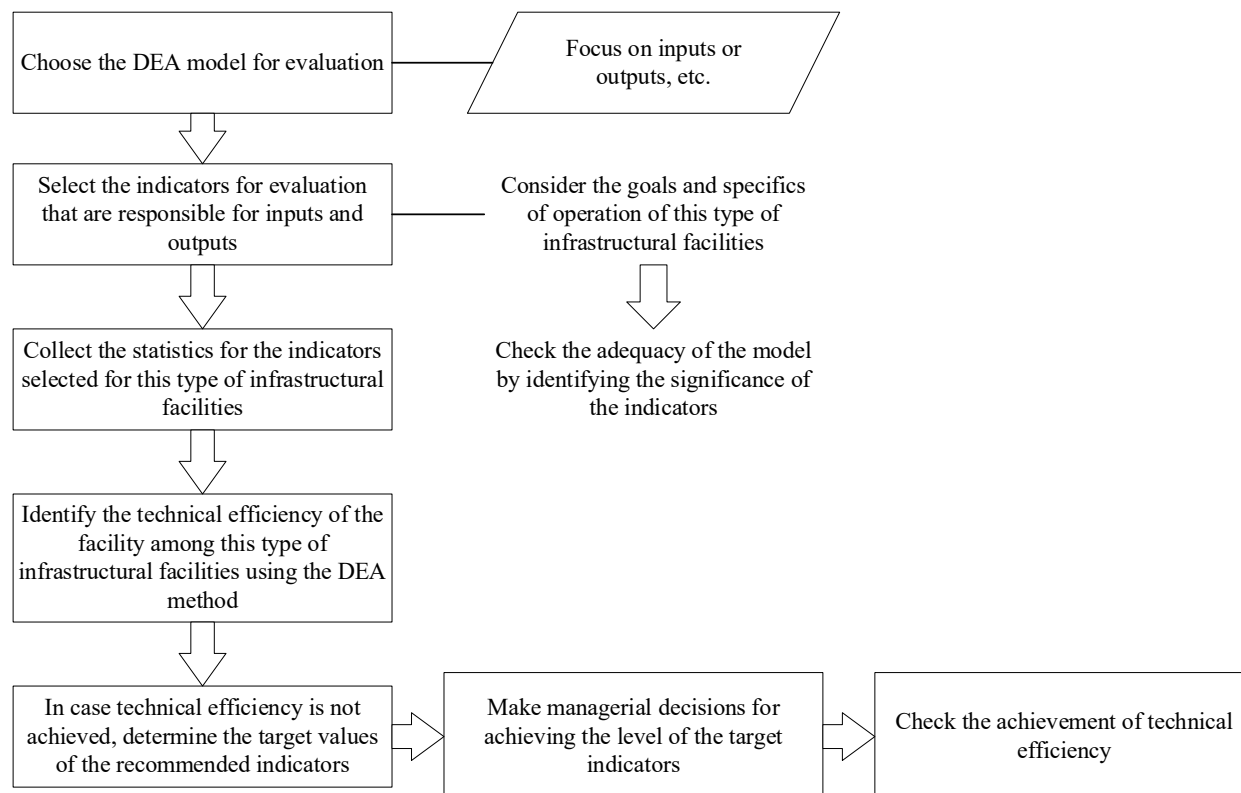 Choose the DEA model for evaluation
Focus on inputs or
outputs, etc.
Select the indicators for evaluation
that are responsible for inputs and
outputs
Consider the goals and specifics
of operation of this type of
infrastructural facilities
Collect the statistics for the indicators
selected for this type of infrastructural
facilities
Check the adequacy of the model
by identifying the significance of
the indicators
Identify the technical efficiency of the
facility among this type of
infrastructural facilities using the DEA
method
In case technical efficiency is not
achieved, determine the target values
of the recommended indicators
Make managerial decisions for
achieving the level of the target
indicators
Check the achievement of technical
efficiency